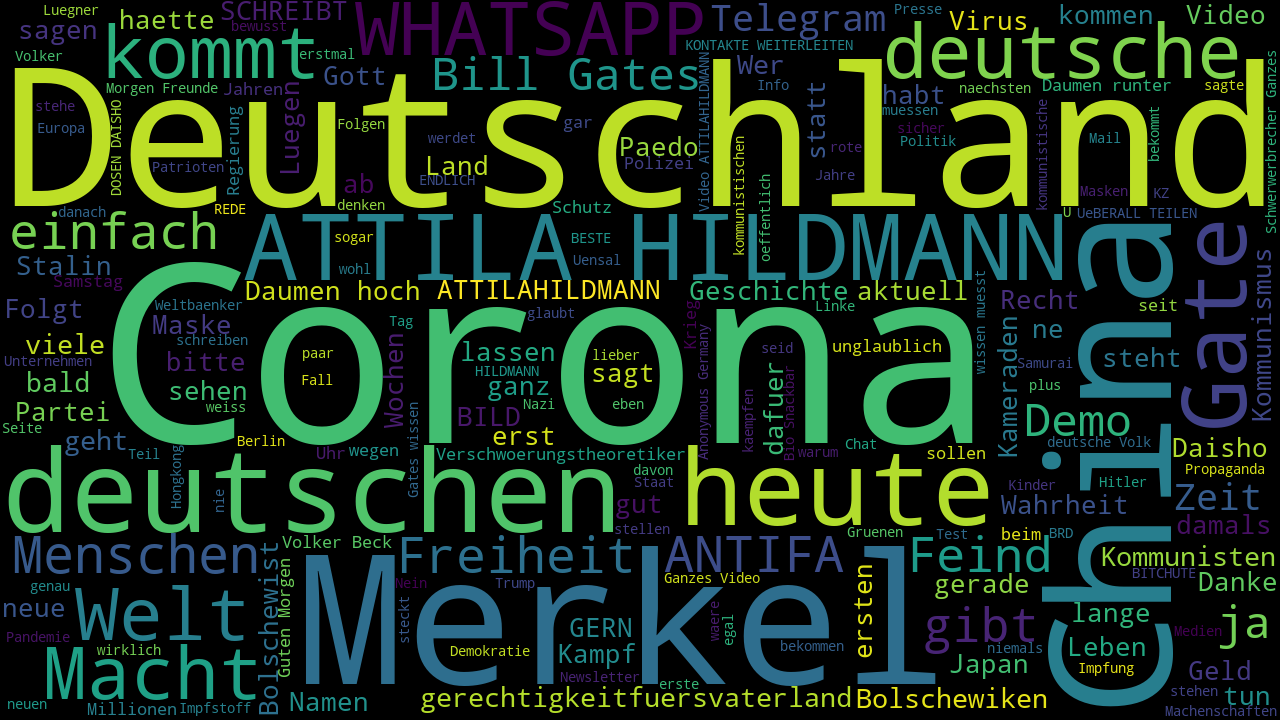 Luegner
SCHREIBT
WHATSAPP
Telegram
Presse
Virus
kommen
Video
sagen
haette
bewusst
kommt
erstmal
KONTAKTE WEITERLEITEN
deutsche
Volker
Gott
Bill Gates
Wer
Morgen Freunde
Jahren
Info
habt
naechsten
Daumen runter
sagte
Deutschland
stehe
DOSEN DAISHO
Regierung
Luegen
Folgen
werdet
gar
Paedo
Video ATTILAHILDMANN
statt
muessen
sicher
Politik
rote
kommunistische
Mail
bekommt
Schwerverbrecher Ganzes
Europa
Patrioten
Land
Polizei
kommunistischen
oeffentlich
ab
ENDLICH
Jahre
Masken
KZ
danach
REDE
denken
Schutz
U
UeBERALL TEILEN
einfach
ATTILA HILDMANN
sogar
BESTE
Stalin
wohl
Uensal
Samstag
Daumen hoch
ATTILAHILDMANN
Geschichte
aktuell
wissen muesst
China
Gate
Kommunismus
Folgt
Weltbaenker
Corona
glaubt
Krieg
Linke
Recht
seit
Maske
Tag
viele
schreiben
paar
Wochen
lassen
lieber
Anonymous Germany
seid
unglaublich
ne
Kameraden
Unternehmen
bitte
steht
Samurai
bald
sehen
Fall
HILDMANN
ganz
sagt
dafuer
plus
Partei
weiss
BILD
Nazi
eben
kaempfen
Bio Snackbar
Demo
Seite
geht
Berlin
erst
warum
Chat
deutsche Volk
Daisho
Teil
Hongkong
nie
Uhr
wegen
Gates wissen
Verschwoerungstheoretiker
sollen
davon
Propaganda
deutschen
Staat
heute
Kinder
Hitler
gut
Wahrheit
Zeit
stellen
damals
Menschen
Volker Beck
Freiheit
ANTIFA
Gruenen
Feind
Test
beim
BRD
Kommunisten
Bolschewist
Guten Morgen
genau
Welt
Merkel
Nein
Trump
Ganzes Video
ersten
gerade
BITCHUTE
Danke
neue
steckt
GERN
waere
egal
gibt
lange
ja
Pandemie
wirklich
Demokratie
Kampf
bekommen
niemals
Leben
Medien
Macht
Newsletter
Japan
Impfung
Geld
neuen
Millionen
Impfstoff
Namen
erste
gerechtigkeitfuersvaterland
Bolschewiken
stehen
tun
Machenschaften